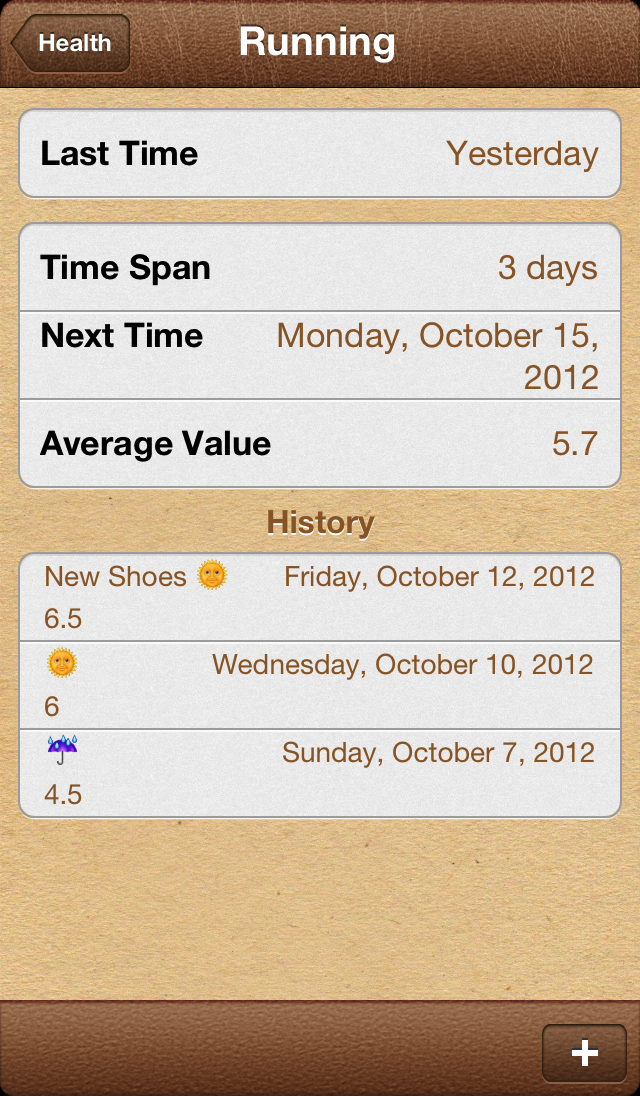 Health
Running
Last Time Yesterday
Time Span 3 days
Next Time Monday, October 15,
2012
Average Value 5.7
History
New Shoes 🌞 Friday, October 12, 2012
6.5
🌞 Wednesday, October 10, 2012
6
☔ Sunday, October 7, 2012
4.5
+